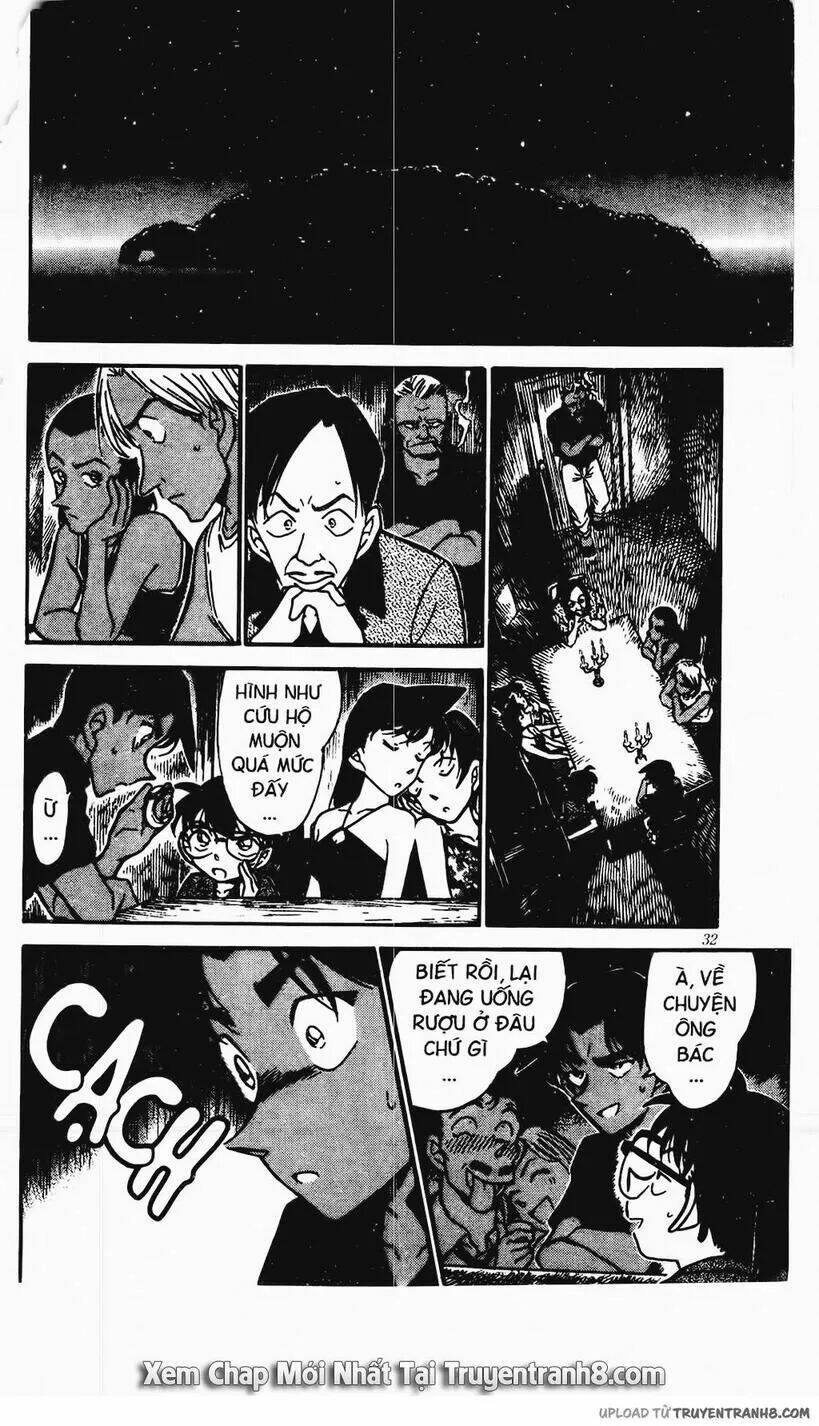 HÌNH NHƯ
CỨU HỘ
MUỘN
QUÁ MỨC
ĐẤY
...
Ừ
...
32
BIẾT RỒI, LẠI
ĐANG UỐNG
RƯỢU Ở ĐÂU
CHỨ GÌ
...
À, VỀ
CHUYỆN
ÔNG
BÁC
...
CẠCH
Xem Chap Mới Nhất Tại Truyentranh8.com
UPLOAD TỪ TRUYENTRANH8.COM